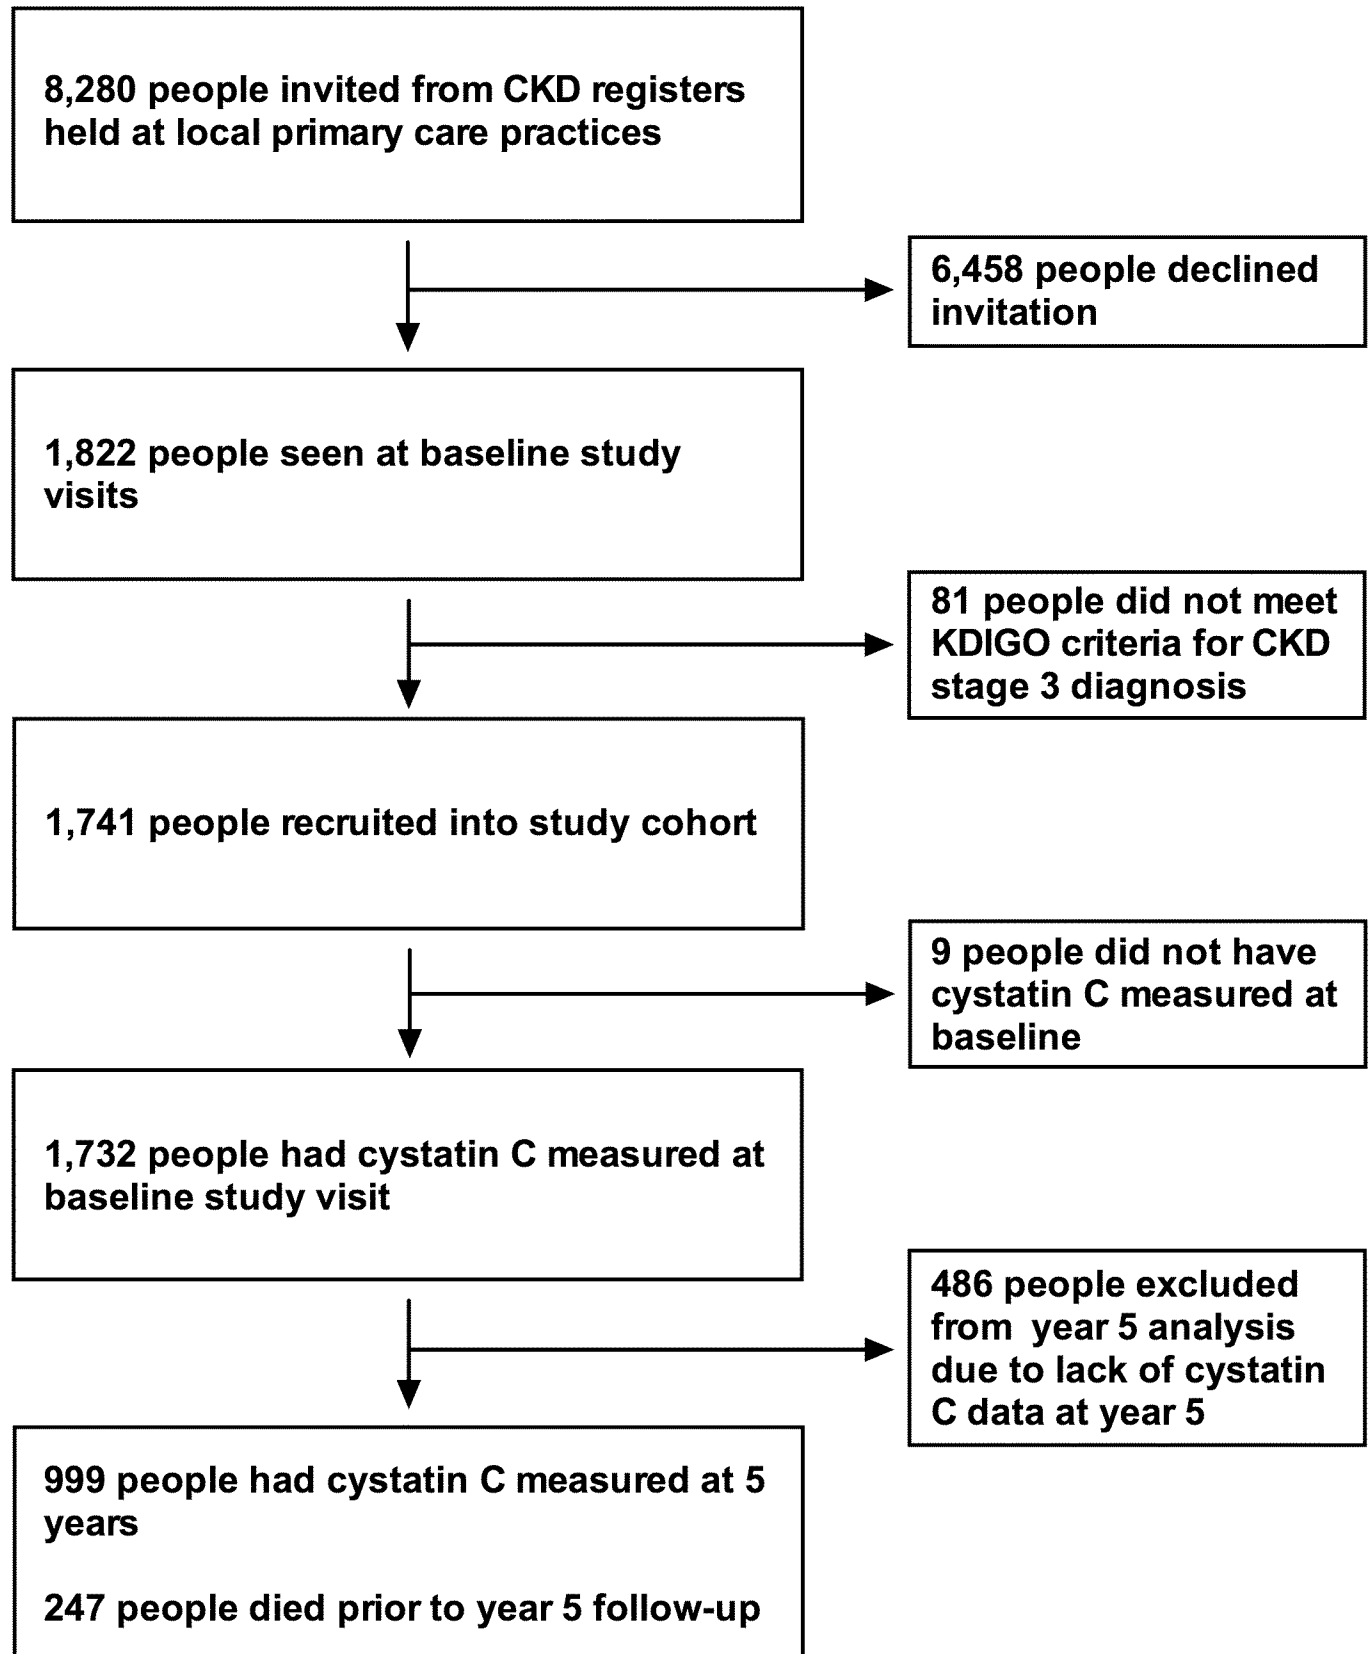 8,280 people invited from CKD registers
held at local primary care practices
6,458 people declined
invitation
1,822 people seen at baseline study
visits
81 people did not meet
KDIGO criteria for CKD
stage 3 diagnosis
1,741 people recruited into study cohort
9 people did not have
cystatin C measured at
baseline
1,732 people had cystatin C measured at
baseline study visit
486 people excluded
from  year 5 analysis
due to lack of cystatin
C data at year 5
999 people had cystatin C measured at 5
years
247 people died prior to year 5 follow-up